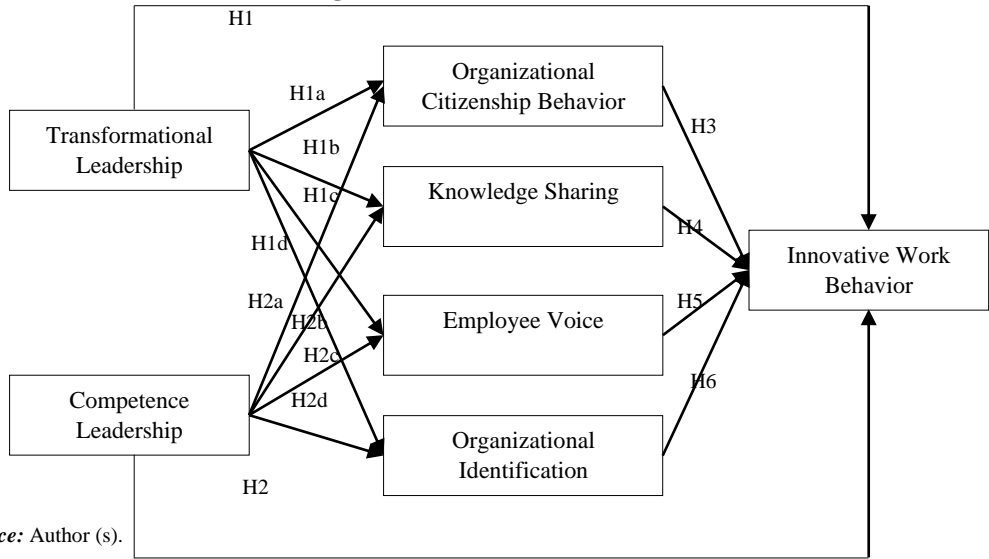 H1
Organizational
Citizenship Behavior
H1a
H3
Transformational
Leadership
H1b
Knowledge Sharing
H1c
H4
H1d
Innovative Work
Behavior
H2a
H5
Employee Voice
H2b
H2c
H6
Competence
Leadership
H2d
Organizational
Identification
H2
ce: Author (s).